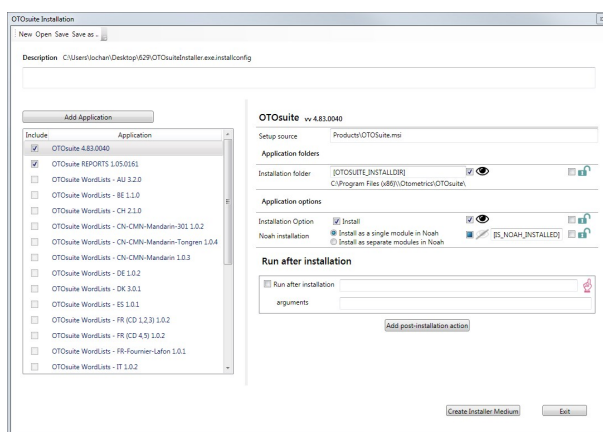 OTOsuite Installation
New Open Save Save as ..
Description C:\Users\lochan\Desktop\629\OTOsuiteInstaller.exe.installconfig
Add Application
Include Application
OTOsuite 4.83.0040
OTOsuite REPORTS 1.05.0161
OTOsuite WordLists - AU 3.2.0
OTOsuite WordLists - BE 1.1.0
OTOsuite WordLists - CH 2.1.0
OTOsuite WordLists - CN-CMN-Mandarin-301 1.0.2
OTOsuite WordLists - CN-CMN-Mandarin-Tongren 1.0.4
OTOsuite WordLists - CN-CMN-Mandarin 1.0.3
OTOsuite WordLists - DE 1.0.2
OTOsuite WordLists - DK 3.0.1
OTOsuite WordLists - ES 1.0.1
OTOsuite WordLists - FR (CD 1,2,3) 1.0.2
OTOsuite WordLists - FR (CD 4,5) 1.0.2
OTOsuite WordLists - FR-Fournier-Lafon 1.0.1
OTOsuite WordLists - IT 1.0.2
OTOsuite vv 4.83.0040
Setup source Products\OTOSuite.msi
Application folders
Installation folder [OTOSUITE_INSTALLDIR]
C:\Program Files (x86)\\Otometrics\OTOsuite\
Application options
Installation Option Install
Noah installation Install as a single module in Noah [IS_NOAH_INSTALLED]
Install as separate modules in Noah
Run after installation
Run after installation
arguments
Add post-installation action
Create Installer Medium Exit